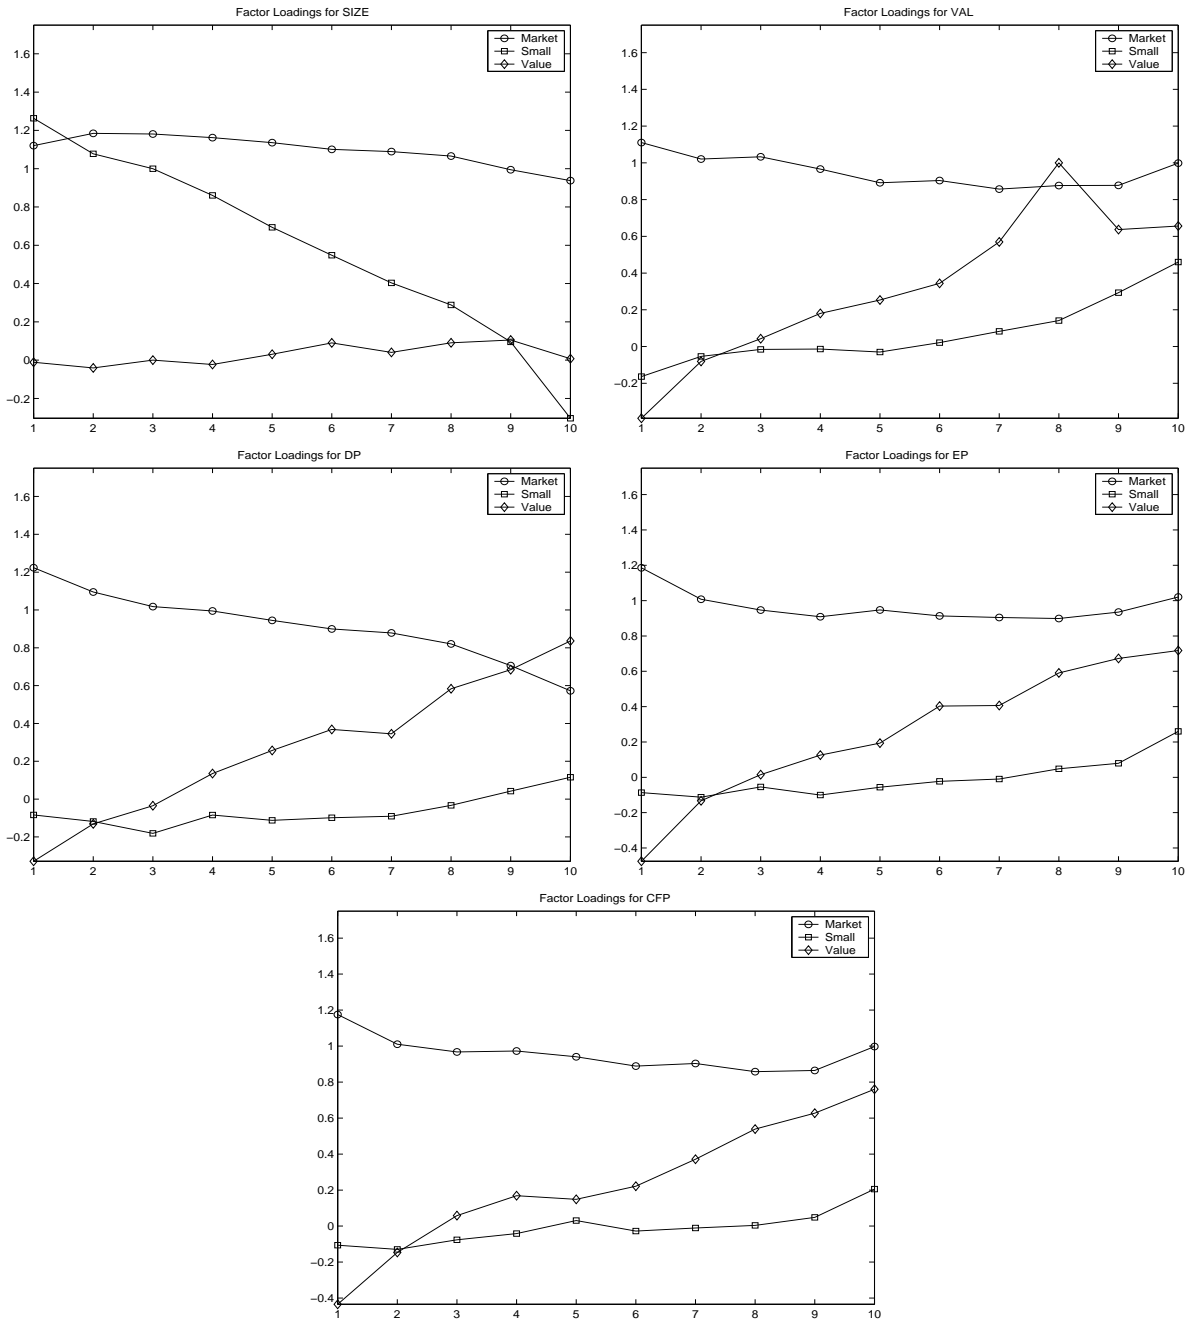 Factor Loadings for SIZE
Market
Small
Value
1.6
1.4
1.2
1
0.8
0.6
0.4
0.2
0
−0.2
1 2 3 4 5 6 7 8 9 10
Factor Loadings for VAL
Market
Small
Value
1.6
1.4
1.2
1
0.8
0.6
0.4
0.2
0
−0.2
1 2 3 4 5 6 7 8 9 10
Factor Loadings for DP
Market
Small
Value
1.6
1.4
1.2
1
0.8
0.6
0.4
0.2
0
−0.2
1 2 3 4 5 6 7 8 9 10
Factor Loadings for EP
Market
Small
Value
1.6
1.4
1.2
1
0.8
0.6
0.4
0.2
0
−0.2
−0.4
1 2 3 4 5 6 7 8 9 10
Factor Loadings for CFP
Market
Small
Value
1.6
1.4
1.2
1
0.8
0.6
0.4
0.2
0
−0.2
−0.4
1 2 3 4 5 6 7 8 9 10